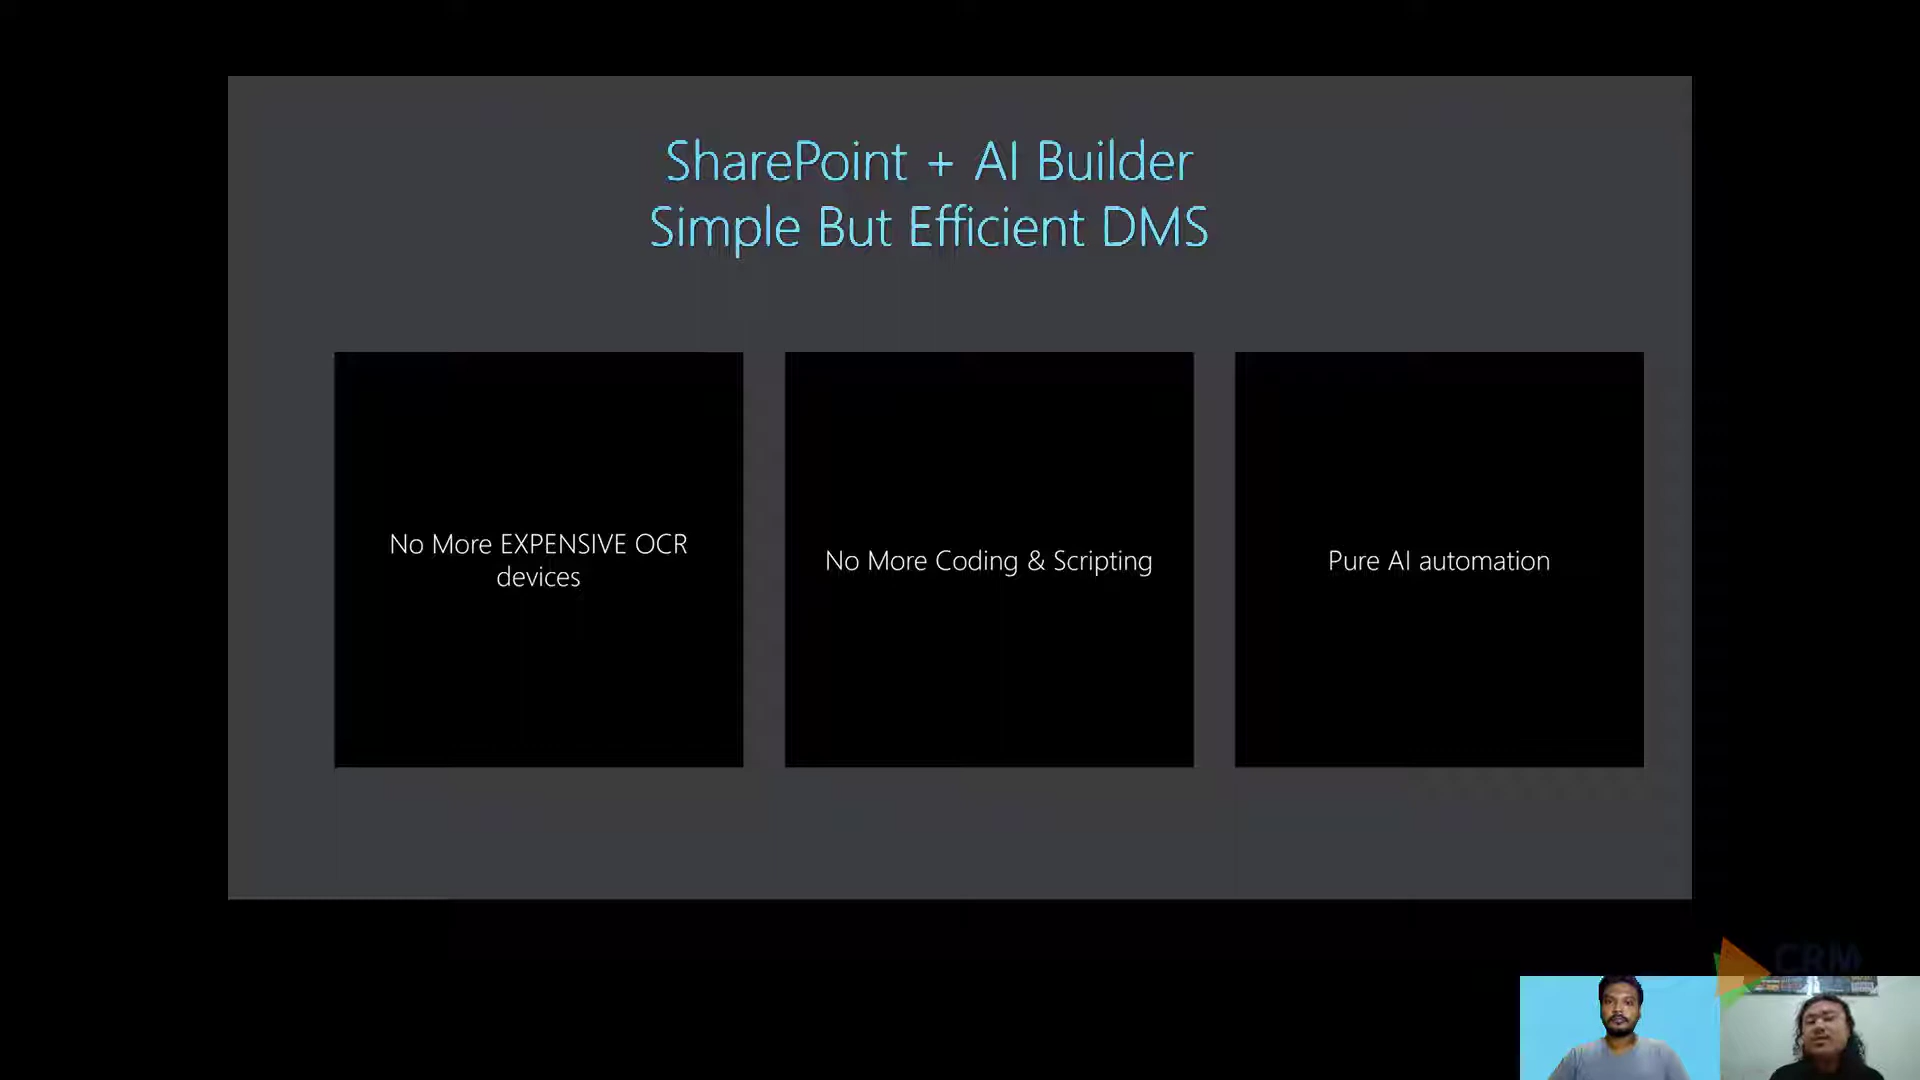 SharePoint + AI Builder
Simple But Efficient DMS
No More EXPENSIVE OCR
devices
No More Coding & Scripting
Pure AI automation
CRM